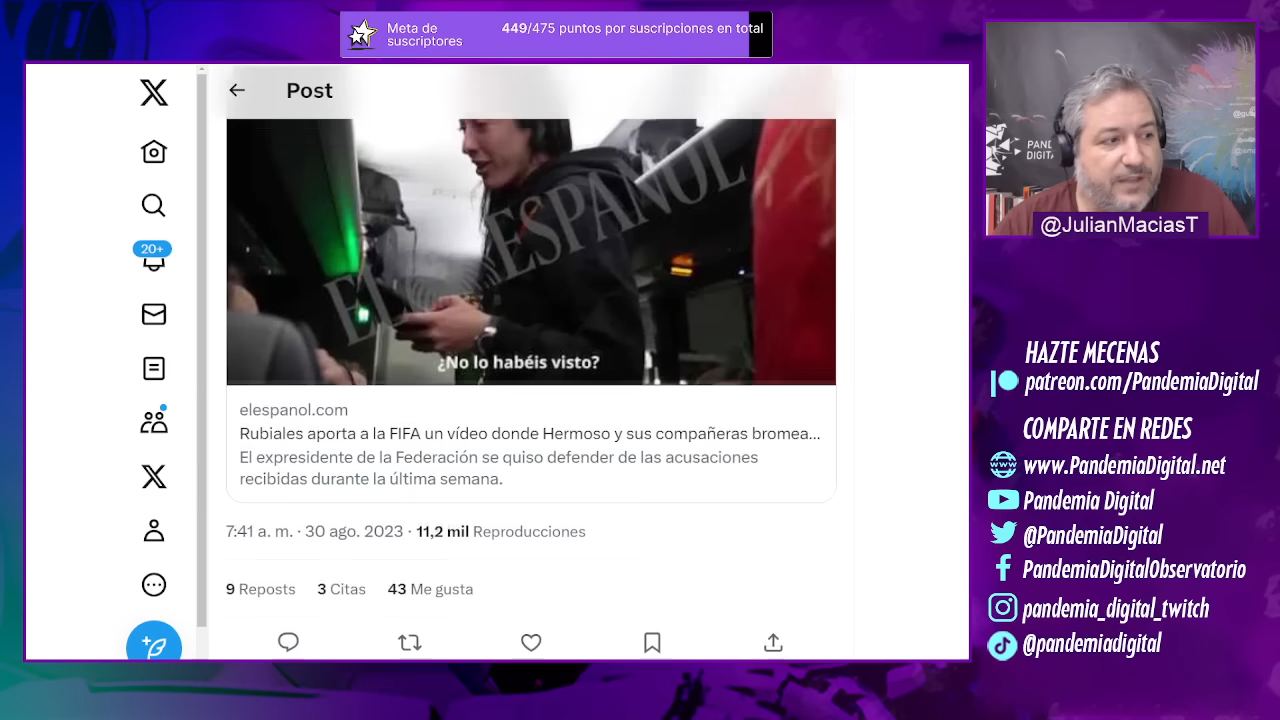 Meta de
suscriptores
449/475 puntos por suscripciones en total
Post
EL ESPAÑOL
¿No lo habéis visto?
elespanol.com
Rubiales aporta a la FIFA un vídeo donde Hermoso y sus compañeras bromea...
El expresidente de la Federación se quiso defender de las acusaciones
recibidas durante la última semana.
7:41 a. m. · 30 ago. 2023 · 11,2 mil Reproducciones
9 Reposts 3 Citas 43 Me gusta
20+
PAND
DIGITA
@JulianMaciasT
HAZTE MECENAS
patreon.com/PandemiaDigital
COMPARTE EN REDES
www.PandemiaDigital.net
Pandemia Digital
@PandemiaDigital
PandemiaDigitalObservatorio
pandemia_digital_twitch
@pandemiadigital